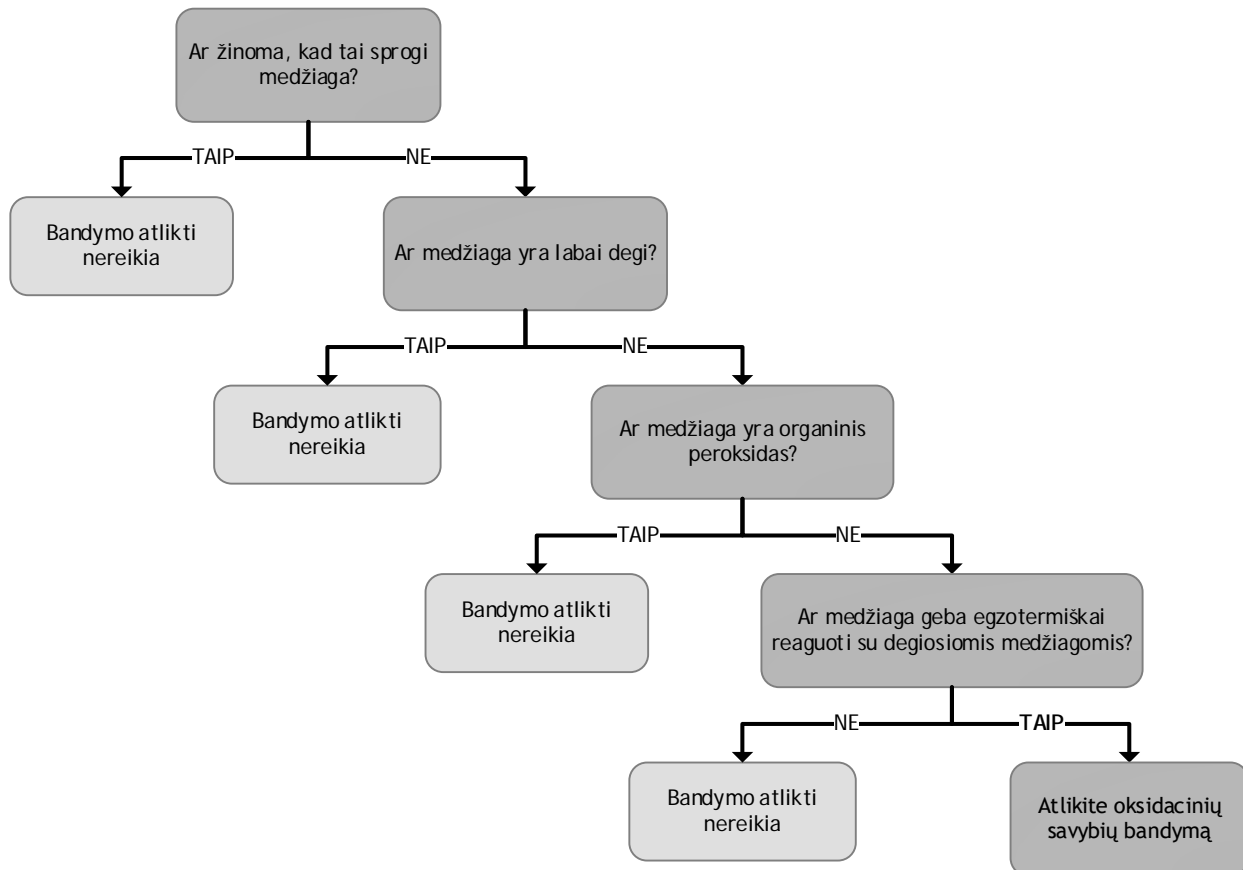 Ar žinoma, kad tai sprogi
medžiaga?
TAIP
NE
Bandymo atlikti
nereikia
Ar medžiaga yra labai degi?
TAIP
NE
Bandymo atlikti
nereikia
Ar medžiaga yra organinis
peroksidas?
TAIP
NE
Bandymo atlikti
nereikia
Ar medžiaga geba egzotermiškai
reaguoti su degiosiomis medžiagomis?
NE
TAIP
Bandymo atlikti
nereikia
Atlikite oksidacinių
savybių bandymą